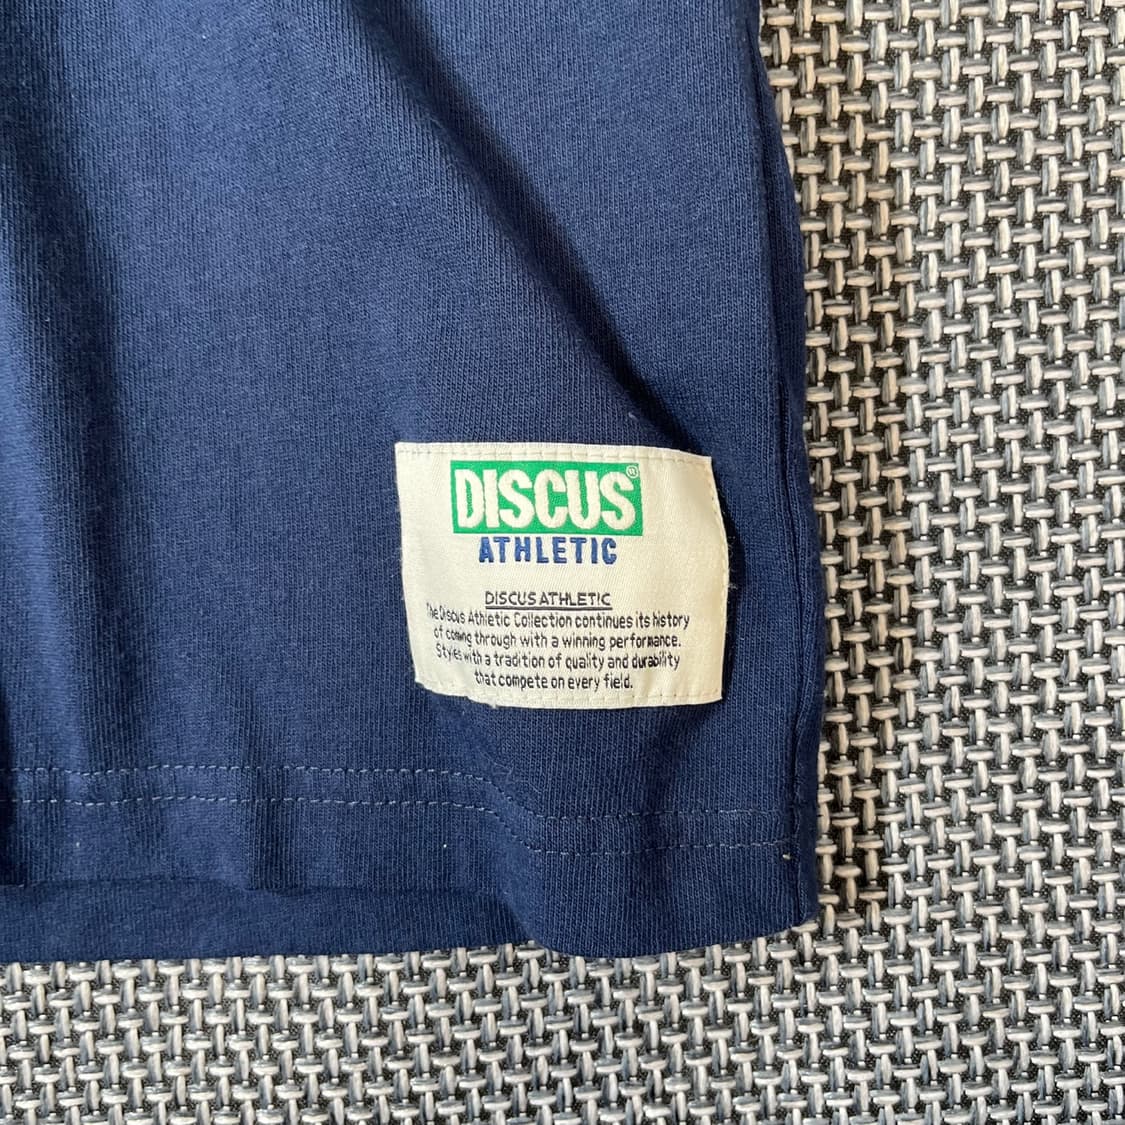 DISCUS®
ATHLETIC
DISCUS ATHLETIC
The Discus Athletic Collection continues its history
of coming through with a winning performance.
Styles with a tradition of quality and durability
that compete on every field.